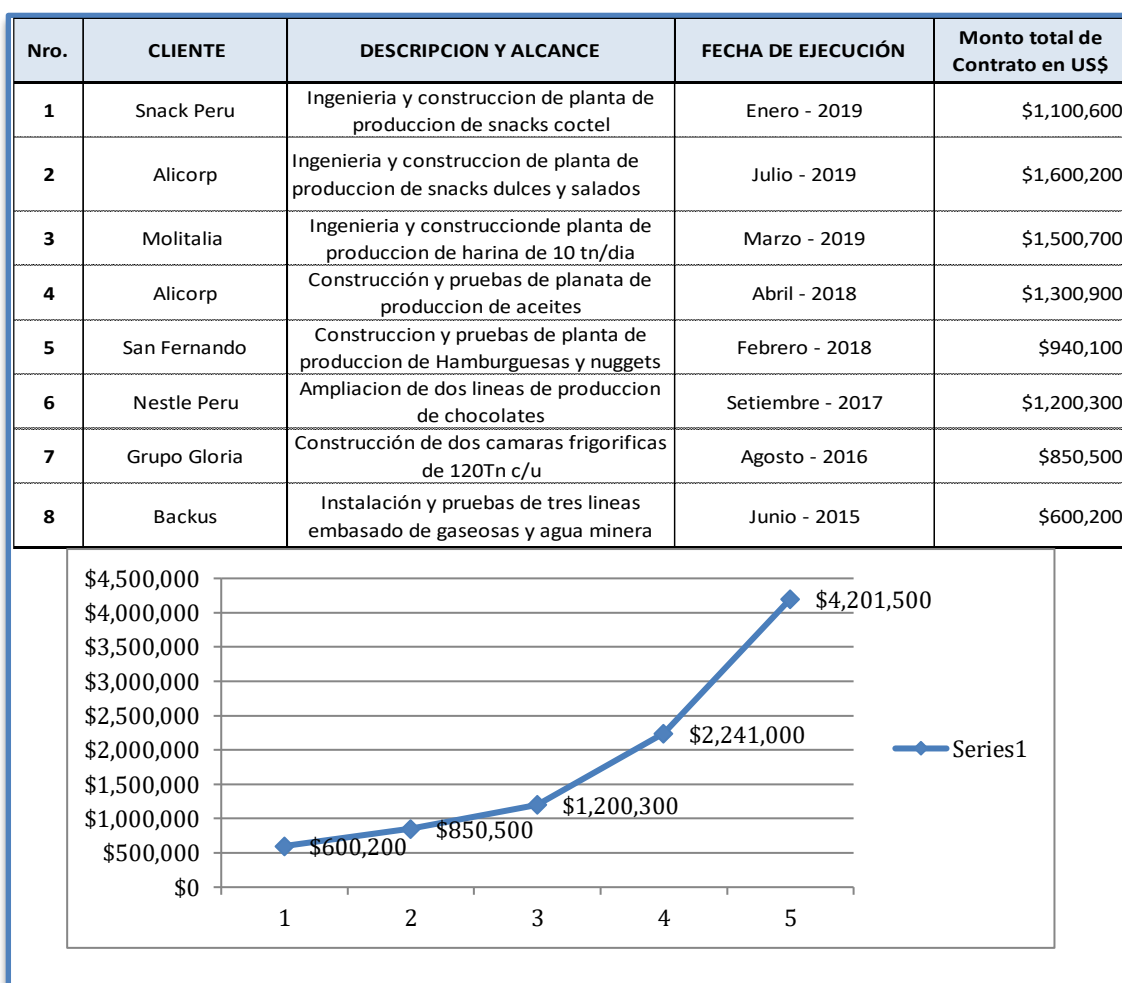 Nro. CLIENTE DESCRIPCION Y ALCANCE FECHA DE EJECUCIÓN Monto total de
Contrato en US$
1 Snack Peru Ingenieria y construccion de planta de
produccion de snacks coctel Enero - 2019 $1,100,600
2 Alicorp Ingenieria y construccion de planta de
produccion de snacks dulces y salados Julio - 2019 $1,600,200
3 Molitalia Ingenieria y construccionde planta de
produccion de harina de 10 tn/dia Marzo - 2019 $1,500,700
4 Alicorp Construcción y pruebas de planata de
produccion de aceites Abril - 2018 $1,300,900
5 San Fernando Construccion y pruebas de planta de
produccion de Hamburguesas y nuggets Febrero - 2018 $940,100
6 Nestle Peru Ampliacion de dos lineas de produccion
de chocolates Setiembre - 2017 $1,200,300
7 Grupo Gloria Construcción de dos camaras frigorificas
de 120Tn c/u Agosto - 2016 $850,500
8 Backus Instalación y pruebas de tres lineas
embasado de gaseosas y agua minera Junio - 2015 $600,200
$4,500,000
$4,000,000
$3,500,000
$3,000,000
$2,500,000
$2,000,000
$1,500,000
$1,000,000
$500,000
$0
$600,200
$850,500
$1,200,300
$2,241,000
$4,201,500
1 2 3 4 5
Series1